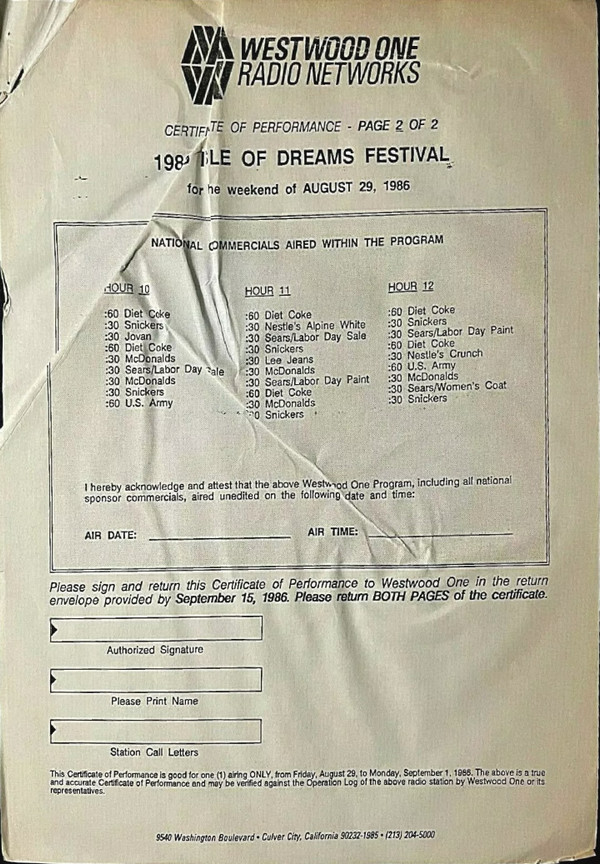 WESTWOOD ONE
RADIO NETWORKS
CERTIF TE OF PERFORMANCE - PAGE 2 OF 2
198 LE OF DREAMS FESTIVAL
for he weekend of AUGUST 29, 1986
NATIONAL COMMERCIALS AIRED WITHIN THE PROGRAM
HOUR 10
:60 Diet Coke
:30 Snickers
:30 Jovan
:60 Diet Coke
:30 McDonalds
:30 Sears/Labor Day Sale
:30 McDonalds
:30 Snickers
:60 U.S. Army
HOUR 11
:60 Diet Coke
:30 Nestle's Alpine White
:30 Sears/Labor Day Sale
:30 Snickers
:30 Lee Jeans
:30 McDonalds
:30 Sears/Labor Day Paint
:60 Diet Coke
:30 McDonalds
Snickers
HOUR 12
:60 Diet Coke
:30 Snickers
:30 Sears/Labor Day Paint
:60 Diet Coke
:30 Nestle's Crunch
:60 U.S. Army
:30 McDonalds
:30 Sears/Women's Coat
:30 Snickers
I hereby acknowledge and attest that the above Westwood One Program, including all national
sponsor commercials, aired unedited on the following date and time:
AIR DATE: AIR TIME:
Please sign and return this Certificate of Performance to Westwood One in the return
envelope provided by September 15, 1986. Please return BOTH PAGES of the certificate.
Authorized Signature
Please Print Name
Station Call Letters
This Certificate of Performance is good for one (1) airing ONLY, from Friday, August 29, to Monday, September 1, 1986. The above is a true
and accurate Certificate of Performance and may be verified against the Operation Log of the above radio station by Westwood One or its
representatives.
9540 Washington Boulevard • Culver City, California 90232-1985 • (213) 204-5000